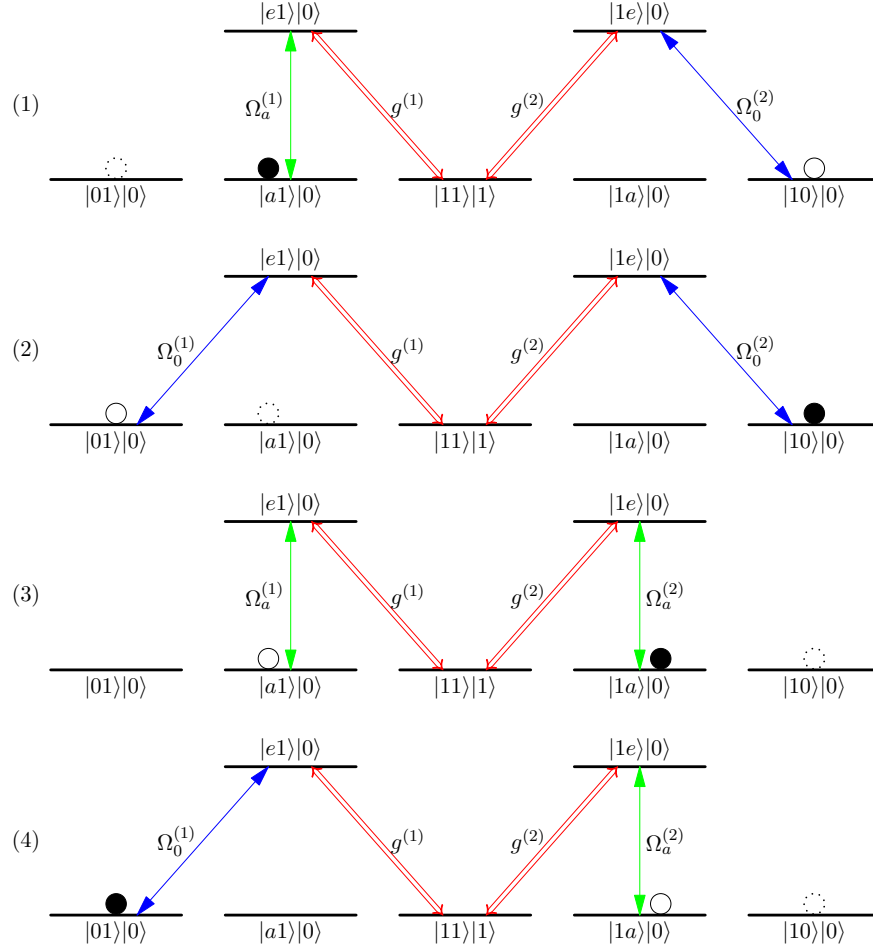 |e1⟩|0⟩ |1e⟩|0⟩
(1) Ω_a^{(1)} g^{(1)} g^{(2)} Ω_0^{(2)}
|01⟩|0⟩ |a1⟩|0⟩ |11⟩|1⟩ |1a⟩|0⟩ |10⟩|0⟩
|e1⟩|0⟩ |1e⟩|0⟩
(2) Ω_0^{(1)} g^{(1)} g^{(2)} Ω_0^{(2)}
|01⟩|0⟩ |a1⟩|0⟩ |11⟩|1⟩ |1a⟩|0⟩ |10⟩|0⟩
|e1⟩|0⟩ |1e⟩|0⟩
(3) Ω_a^{(1)} g^{(1)} g^{(2)} Ω_a^{(2)}
|01⟩|0⟩ |a1⟩|0⟩ |11⟩|1⟩ |1a⟩|0⟩ |10⟩|0⟩
|e1⟩|0⟩ |1e⟩|0⟩
(4) Ω_0^{(1)} g^{(1)} g^{(2)} Ω_a^{(2)}
|01⟩|0⟩ |a1⟩|0⟩ |11⟩|1⟩ |1a⟩|0⟩ |10⟩|0⟩